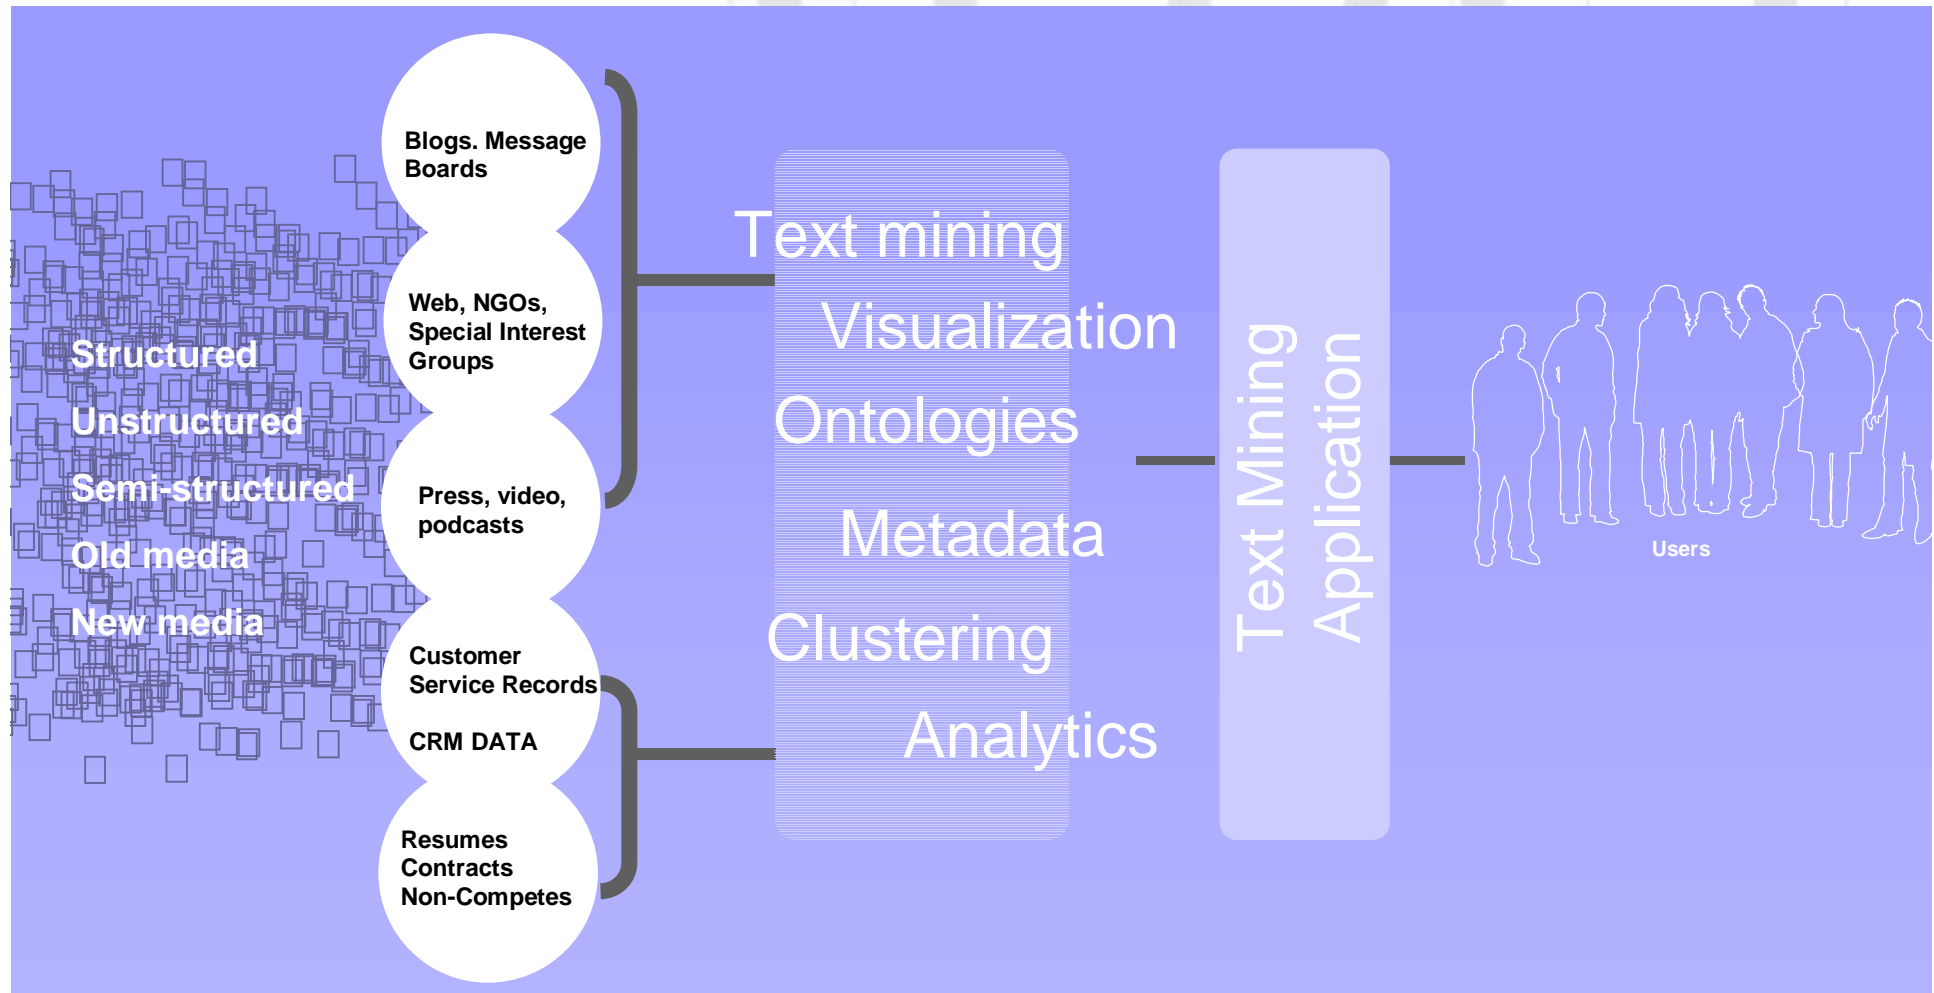 Structured
Unstructured
Semi-structured
Old media
New media
Blogs. Message
Boards
Web, NGOs,
Special Interest
Groups
Press, video,
podcasts
Customer
Service Records
CRM DATA
Resumes
Contracts
Non-Competes
Text mining
Visualization
Ontologies
Metadata
Clustering
Analytics
Text Mining
Application
Users